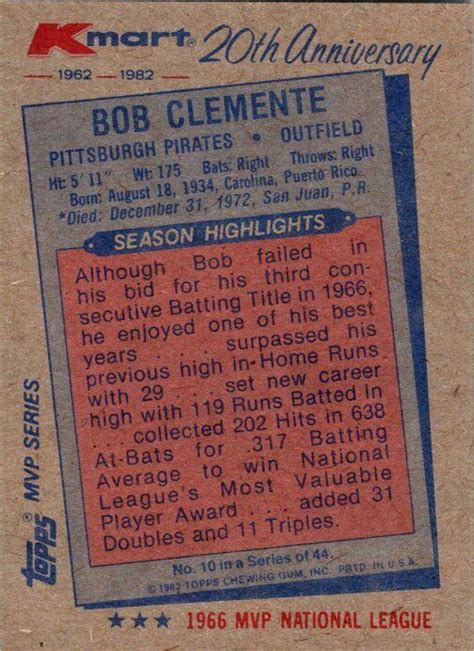 Kmart® 20th Anniversary
1962 - 1982
BOB CLEMENTE
PITTSBURGH PIRATES • OUTFIELD
Ht: 5' 11" Wt: 175 Bats: Right Throws: Right
Born: August 18, 1934, Carolina, Puerto Rico
*Died: December 31, 1972, San Juan, P.R.
SEASON HIGHLIGHTS
Although Bob failed in
his bid for his third con-
secutive Batting Title in 1966,
he enjoyed one of his best
years . . . surpassed his
previous high in Home Runs
with 29 . . . set new career
high with 119 Runs Batted In
. . . collected 202 Hits in 638
At-Bats for .317 Batting
Average to win National
League's Most Valuable
Player Award . . . added 31
Doubles and 11 Triples.
No. 10 in a Series of 44.
©1982 TOPPS CHEWING GUM, INC. PRTD. IN U.S.A.
TOPPS® MVP SERIES
★★★ 1966 MVP NATIONAL LEAGUE